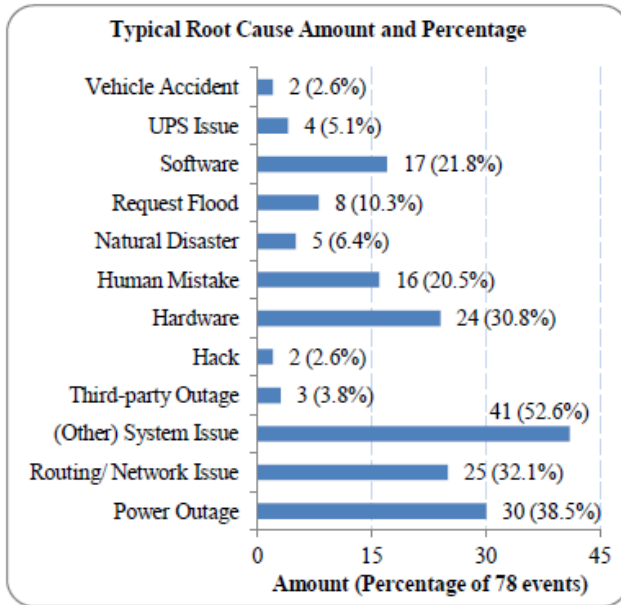 Typical Root Cause Amount and Percentage
Vehicle Accident 2 (2.6%)
UPS Issue 4 (5.1%)
Software 17 (21.8%)
Request Flood 8 (10.3%)
Natural Disaster 5 (6.4%)
Human Mistake 16 (20.5%)
Hardware 24 (30.8%)
Hack 2 (2.6%)
Third-party Outage 3 (3.8%)
(Other) System Issue 41 (52.6%)
Routing/ Network Issue 25 (32.1%)
Power Outage 30 (38.5%)
0 15 30 45
Amount (Percentage of 78 events)